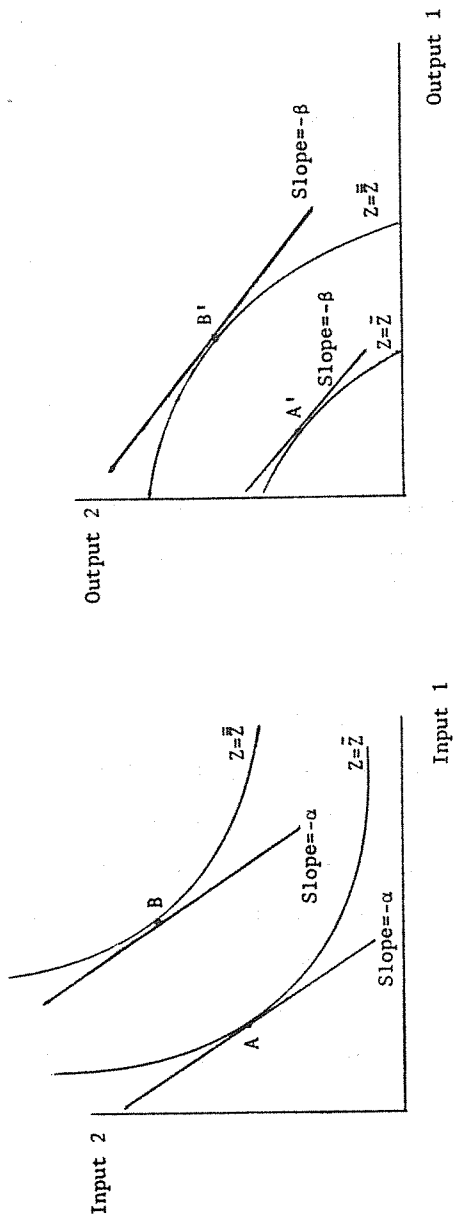 Input 2
B
Z=Z̿
A
Slope=-α
Z=Z̄
Slope=-α
Input 1
Output 2
B'
Slope=-β
A'
Slope=-β
Z=Z̿
Z=Z̄
Output 1